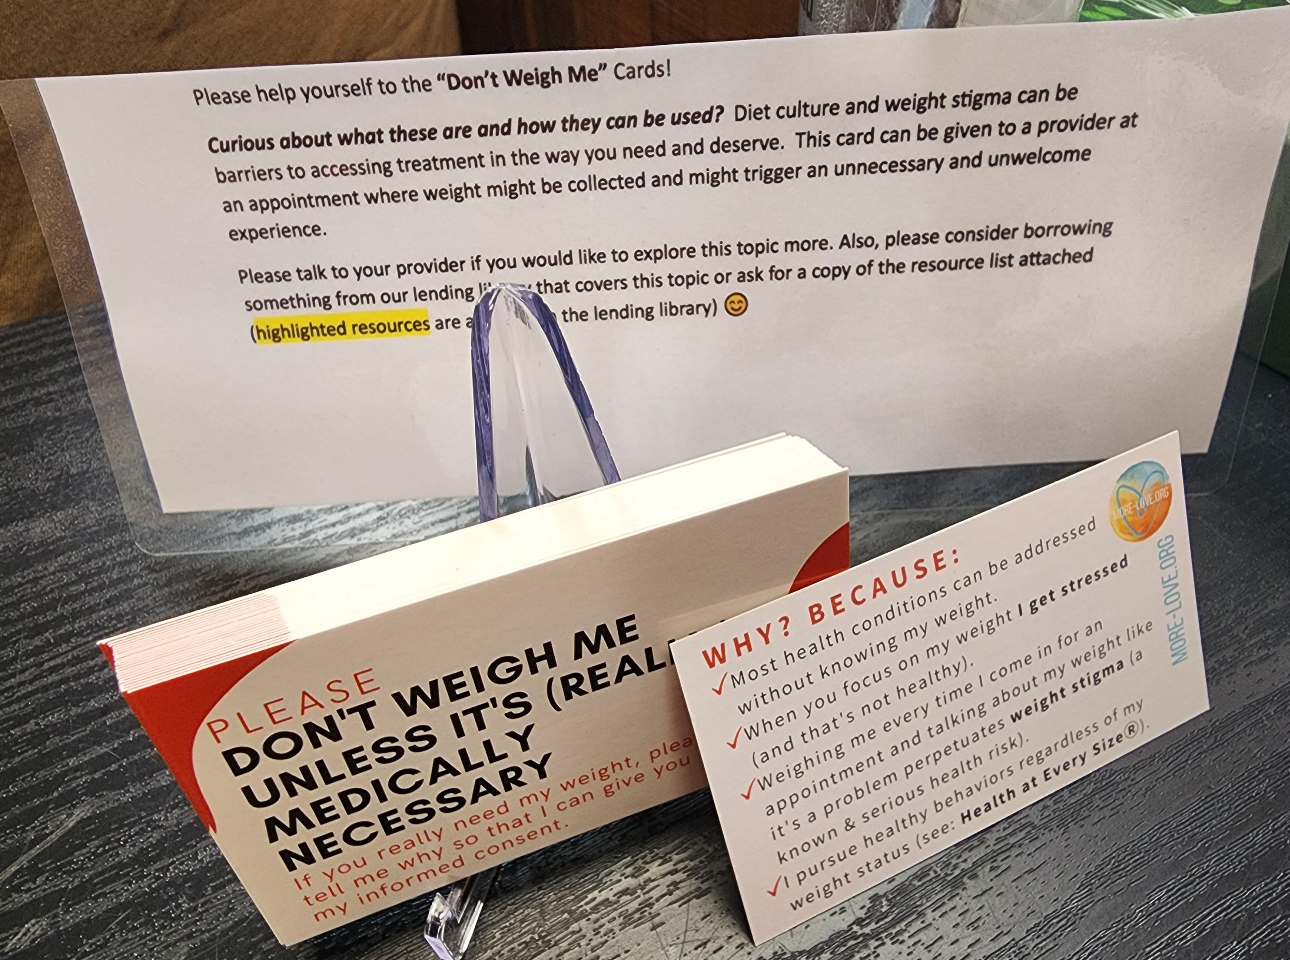 Please help yourself to the “Don’t Weigh Me” Cards!
Curious about what these are and how they can be used? Diet culture and weight stigma can be
barriers to accessing treatment in the way you need and deserve. This card can be given to a provider at
an appointment where weight might be collected and might trigger an unnecessary and unwelcome
experience.
Please talk to your provider if you would like to explore this topic more. Also, please consider borrowing
something from our lending that covers this topic or ask for a copy of the resource list attached
(highlighted resources are the lending library) 😊
PLEASE
DON'T WEIGH ME
UNLESS IT'S
MEDICALLY
NECESSARY
If you really need my weight,
tell me why so that I can give you
my informed consent.
WHY? BECAUSE:
✓Most health conditions can be addressed
without knowing my weight.
✓When you focus on my weight I get stressed
(and that's not healthy).
✓Weighing me every time I come in for an
appointment and talking about my weight like
it's a problem perpetuates weight stigma (a
known & serious health risk).
✓I pursue healthy behaviors regardless of my
weight status (see: Health at Every Size®).
MORE-LOVE.ORG
MORE-LOVE.ORG